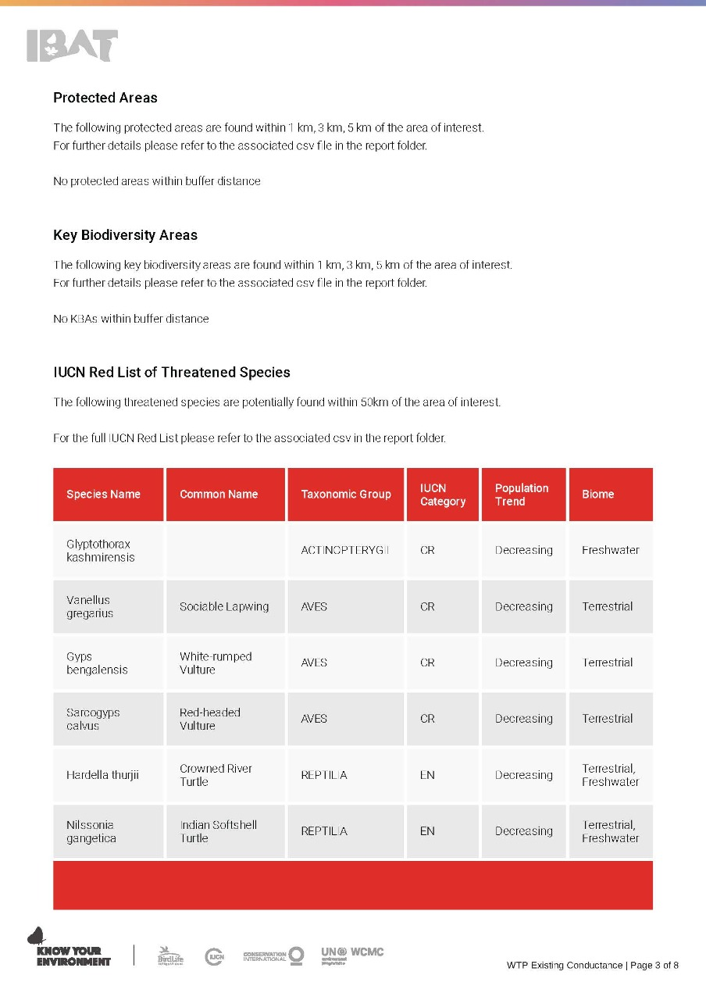 IBAT
Protected Areas
The following protected areas are found within 1 km, 3 km, 5 km of the area of interest.
For further details please refer to the associated csv file in the report folder.
No protected areas within buffer distance
Key Biodiversity Areas
The following key biodiversity areas are found within 1 km, 3 km, 5 km of the area of interest.
For further details please refer to the associated csv file in the report folder.
No KBAs within buffer distance
IUCN Red List of Threatened Species
The following threatened species are potentially found within 50km of the area of interest.
For the full IUCN Red List please refer to the associated csv in the report folder.
Species Name Common Name Taxonomic Group IUCN Category Population Trend Biome
Glyptothorax kashmirensis ACTINOPTERYGII CR Decreasing Freshwater
Vanellus gregarius Sociable Lapwing AVES CR Decreasing Terrestrial
Gyps bengalensis White-rumped Vulture AVES CR Decreasing Terrestrial
Sarcogyps calvus Red-headed Vulture AVES CR Decreasing Terrestrial
Hardella thurjii Crowned River Turtle REPTILIA EN Decreasing Terrestrial, Freshwater
Nilssonia gangetica Indian Softshell Turtle REPTILIA EN Decreasing Terrestrial, Freshwater
KNOW YOUR
ENVIRONMENT
BirdLife
INTERNATIONAL
IUCN
CONSERVATION
INTERNATIONAL
UN WCMC
environment
programme
WTP Existing Conductance | Page 3 of 8